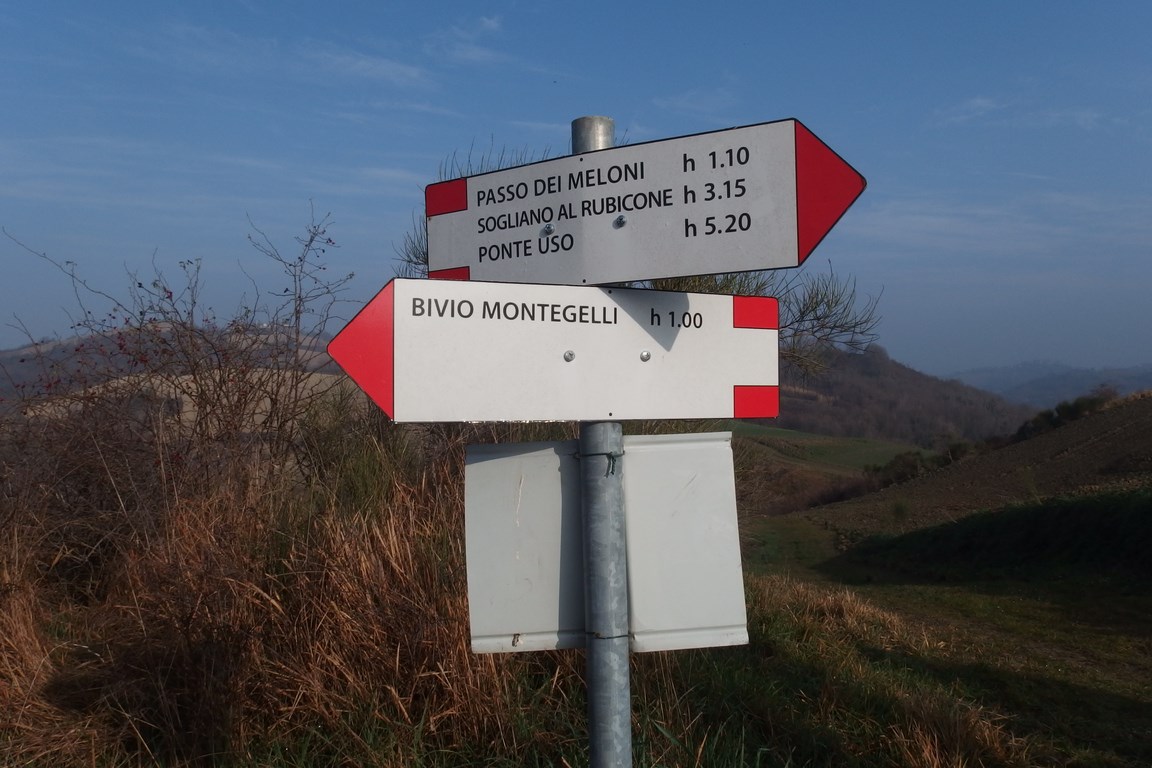 PASSO DEI MELONI h 1.10
SOGLIANO AL RUBICONE h 3.15
PONTE USO h 5.20
BIVIO MONTEGELLI h 1.00